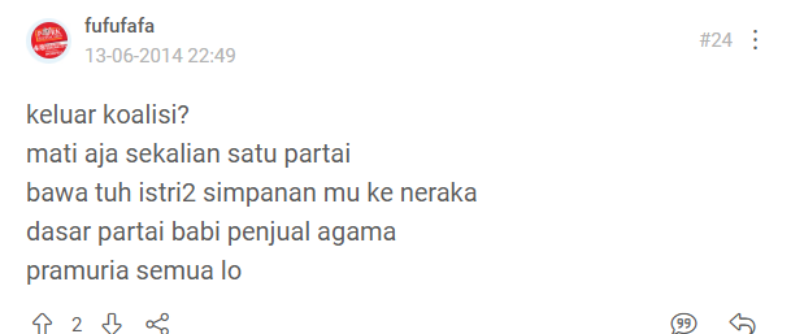 fufufafa
13-06-2014 22:49
#24
keluar koalisi?
mati aja sekalian satu partai
bawa tuh istri2 simpanan mu ke neraka
dasar partai babi penjual agama
pramuria semua lo
2